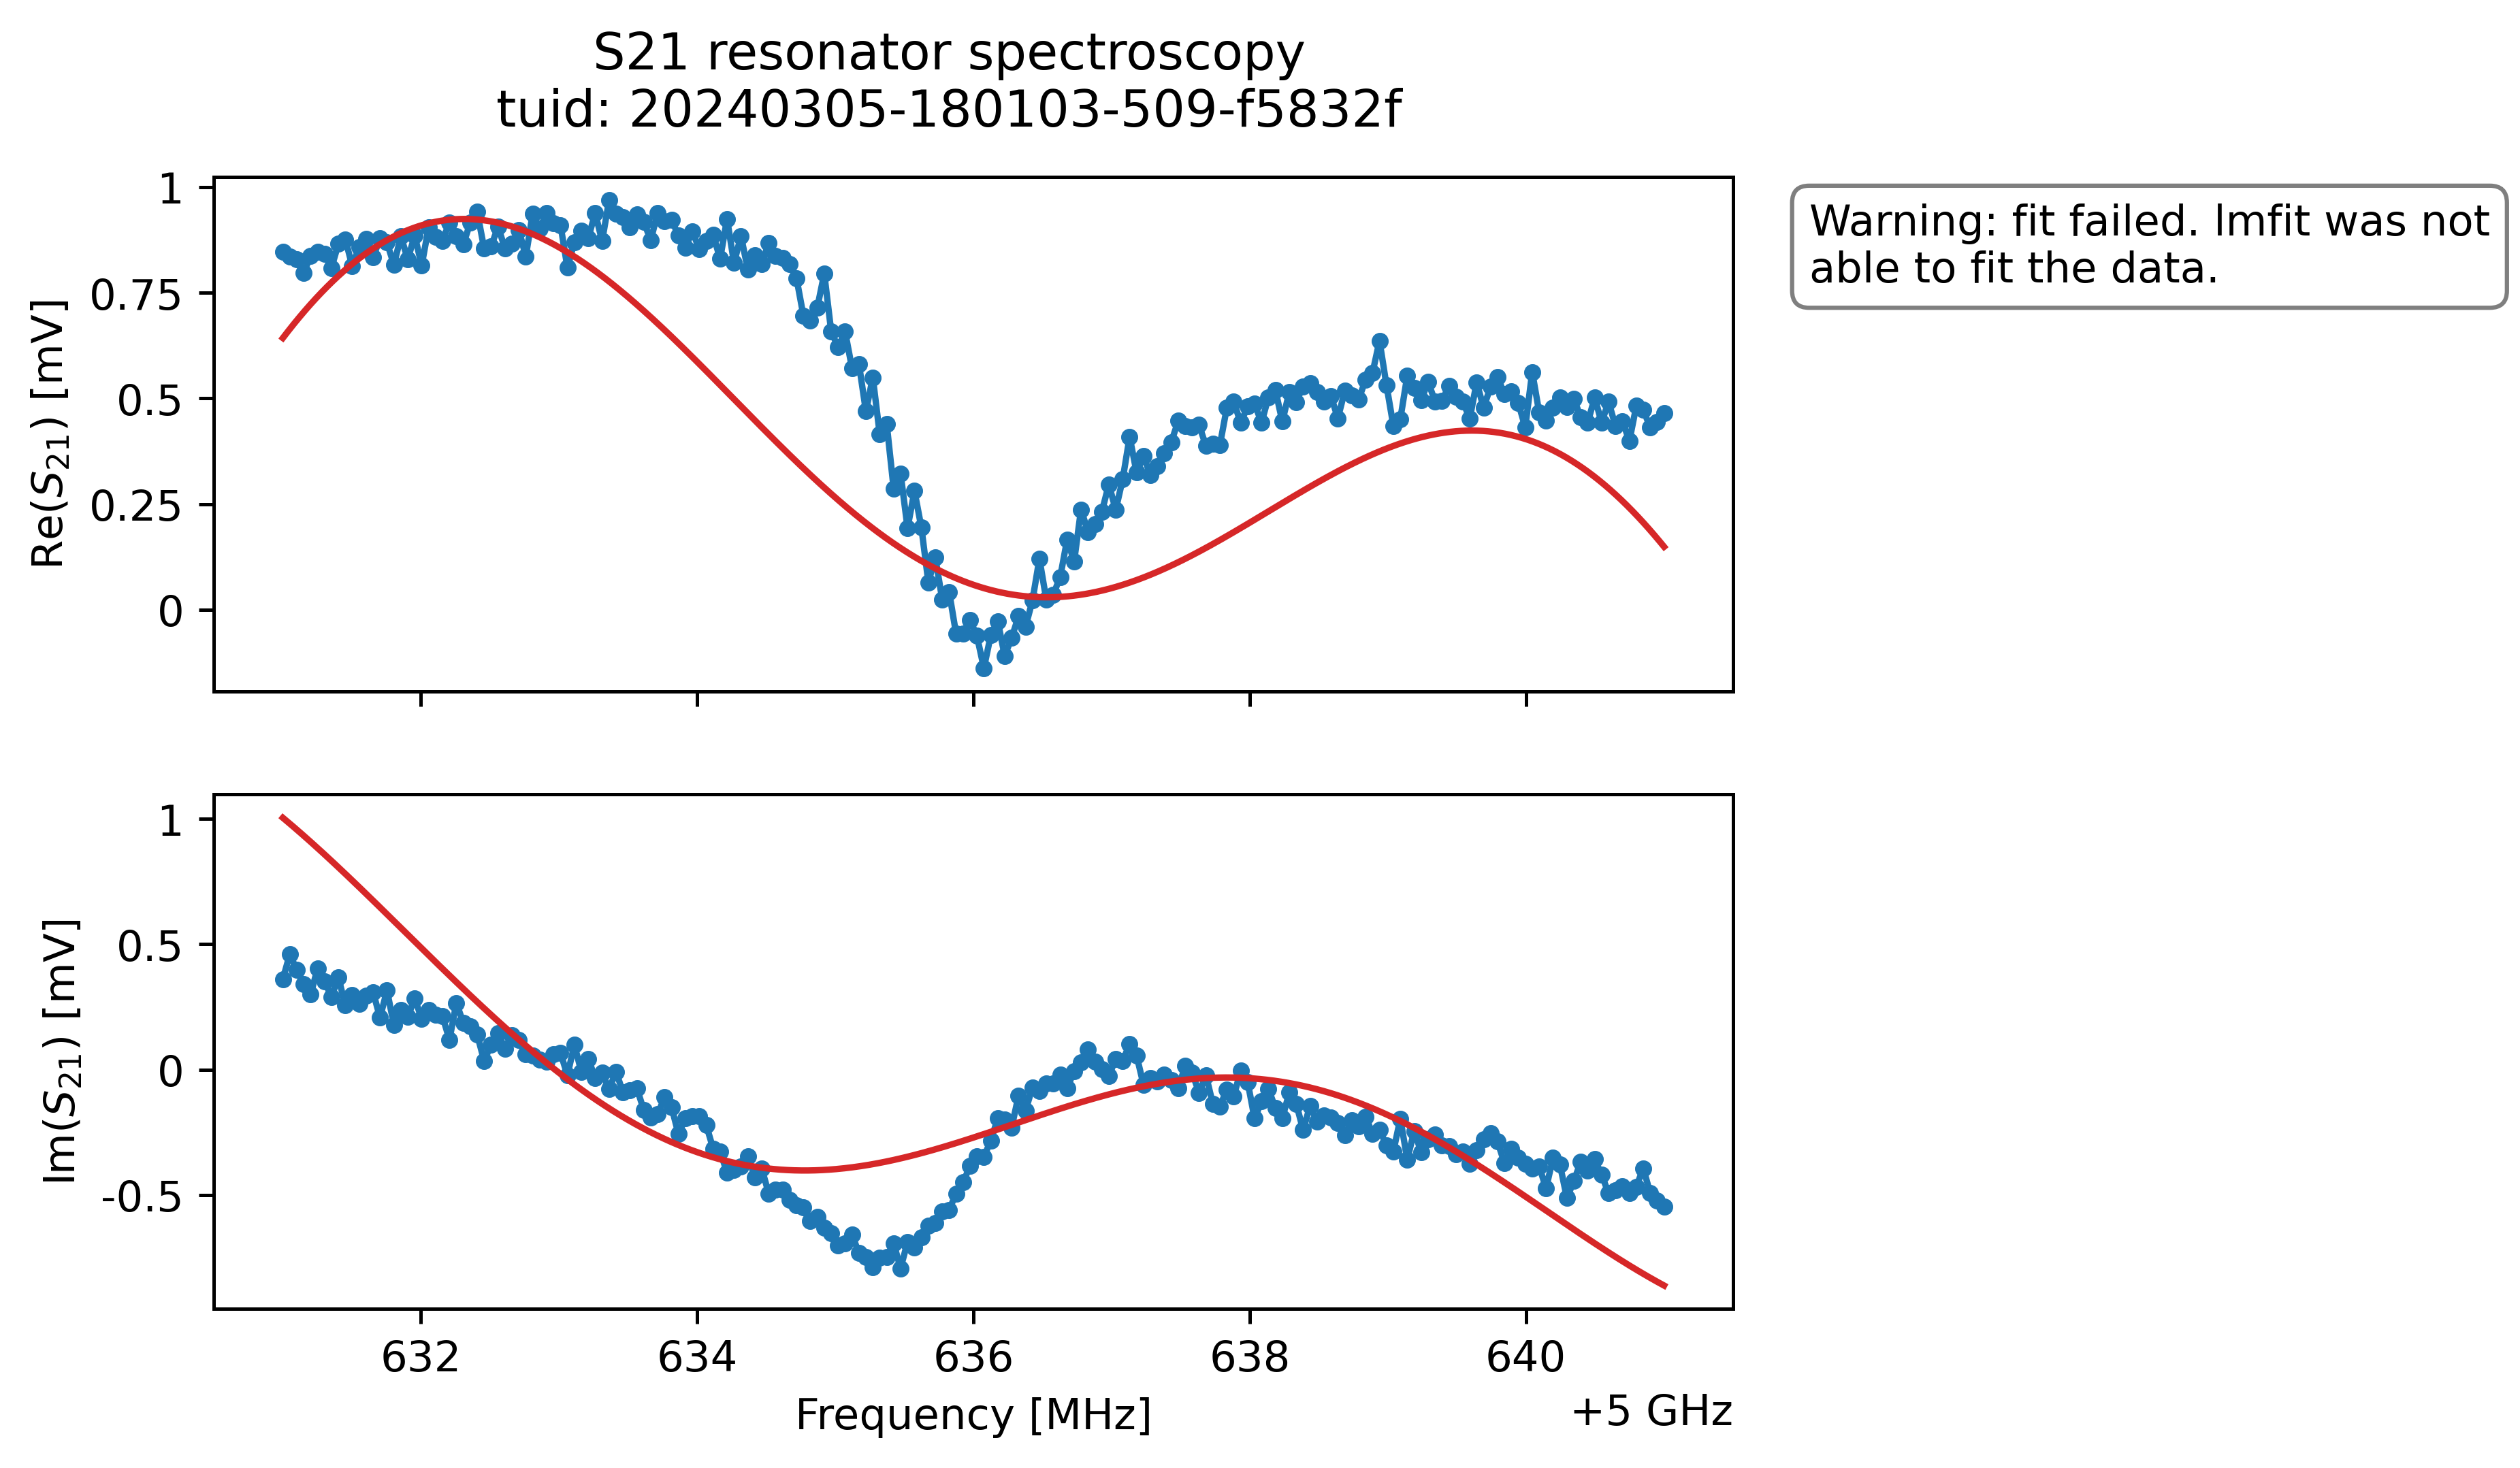 S21 resonator spectroscopy
tuid: 20240305-180103-509-f5832f
Warning: fit failed. lmfit was not
able to fit the data.
Re(S₂₁) [mV]
1
0.75
0.5
0.25
0
Im(S₂₁) [mV]
1
0.5
0
-0.5
632 634 636 638 640
Frequency [MHz]
+5 GHz